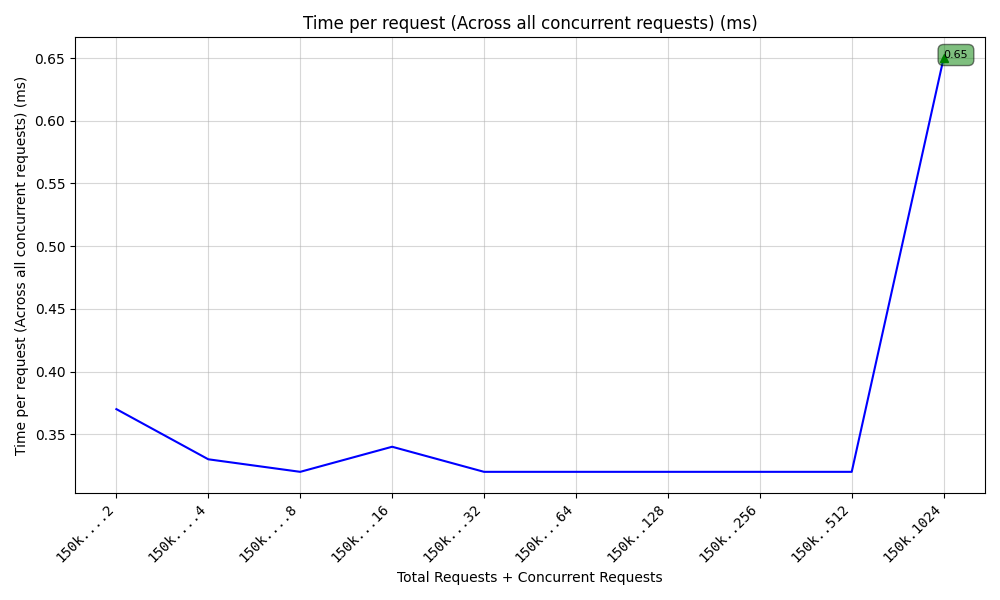 Time per request (Across all concurrent requests) (ms)
Time per request (Across all concurrent requests) (ms)
0.65
0.60
0.55
0.50
0.45
0.40
0.35
0.65
150k....2
150k....4
150k....8
150k...16
150k...32
150k...64
150k..128
150k..256
150k..512
150k.1024
Total Requests + Concurrent Requests